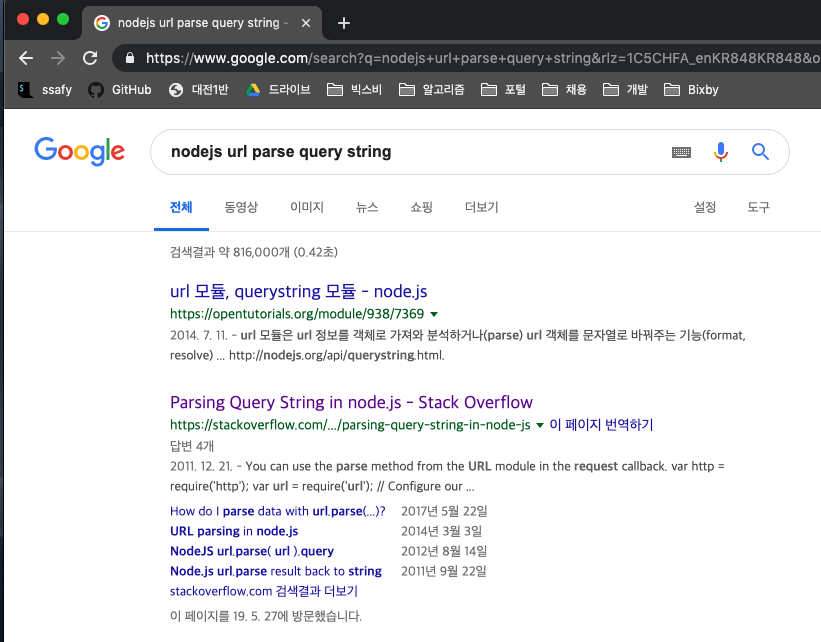 nodejs url parse query string -
https://www.google.com/search?q=nodejs+url+parse+query+string&rlz=1C5CHFA_enKR848KR848&o
ssafy GitHub 대전1반 드라이브 빅스비 알고리즘 포털 채용 개발 Bixby
Google nodejs url parse query string
전체 동영상 이미지 뉴스 쇼핑 더보기 설정 도구
검색결과 약 816,000개 (0.42초)
url 모듈, querystring 모듈 - node.js
https://opentutorials.org/module/938/7369
2014. 7. 11. - url 모듈은 url 정보를 객체로 가져와 분석하거나(parse) url 객체를 문자열로 바꿔주는 기능(format,
resolve) ... http://nodejs.org/api/querystring.html.
Parsing Query String in node.js - Stack Overflow
https://stackoverflow.com/.../parsing-query-string-in-node-js 이 페이지 번역하기
답변 4개
2011. 12. 21. - You can use the parse method from the URL module in the request callback. var http =
require('http'); var url = require('url'); // Configure our ...
How do I parse data with url.parse(...)? 2017년 5월 22일
URL parsing in node.js 2014년 3월 3일
NodeJS url.parse( url ).query 2012년 8월 14일
Node.js url.parse result back to string 2011년 9월 22일
stackoverflow.com 검색결과 더보기
이 페이지를 19. 5. 27에 방문했습니다.